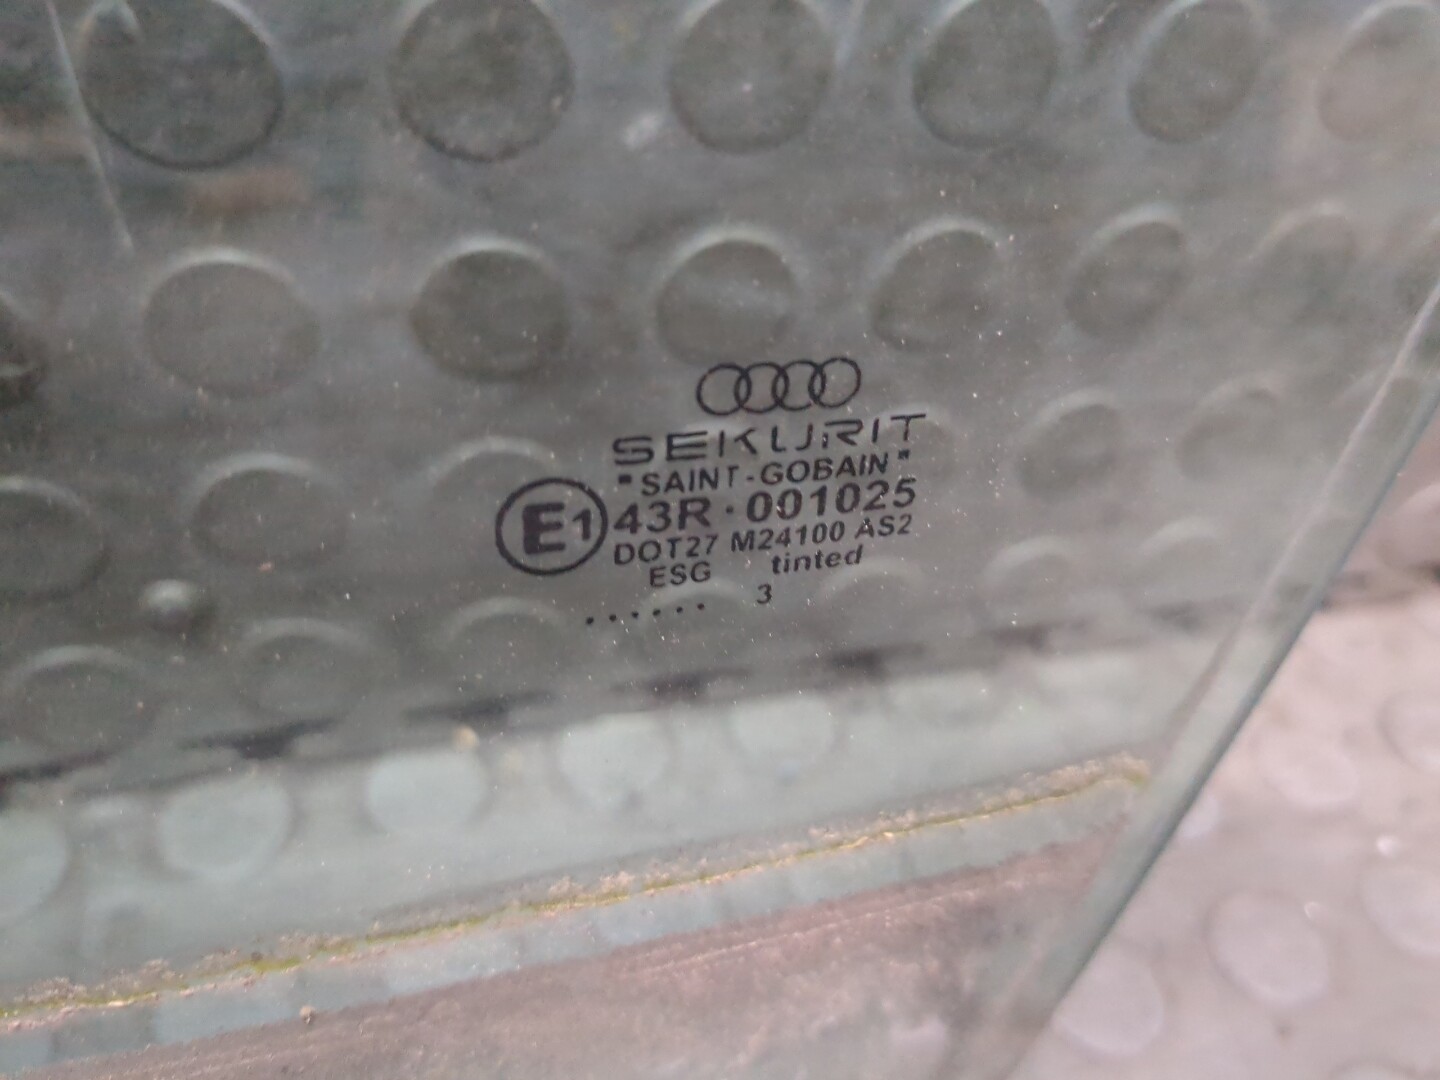 SEKURIT
"SAINT-GOBAIN"
E1 43R·001025
DOT27 M24100 AS2
ESG tinted
...... 3